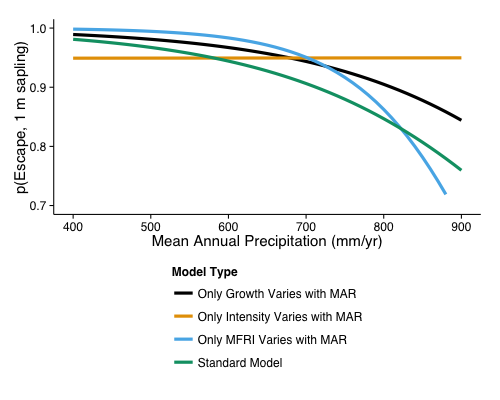 p(Escape, 1 m sapling)
1.0
0.9
0.8
0.7
400 500 600 700 800 900
Mean Annual Precipitation (mm/yr)
Model Type
Only Growth Varies with MAR
Only Intensity Varies with MAR
Only MFRI Varies with MAR
Standard Model